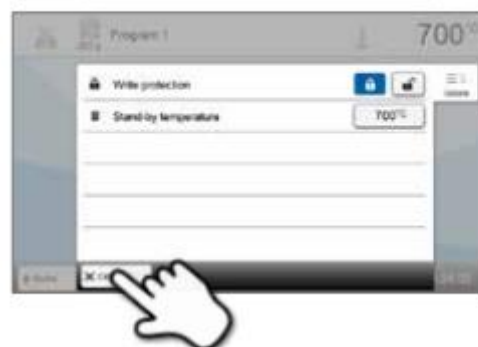 Program 1
700°C
Write protection
Stand-by temperature
700°C